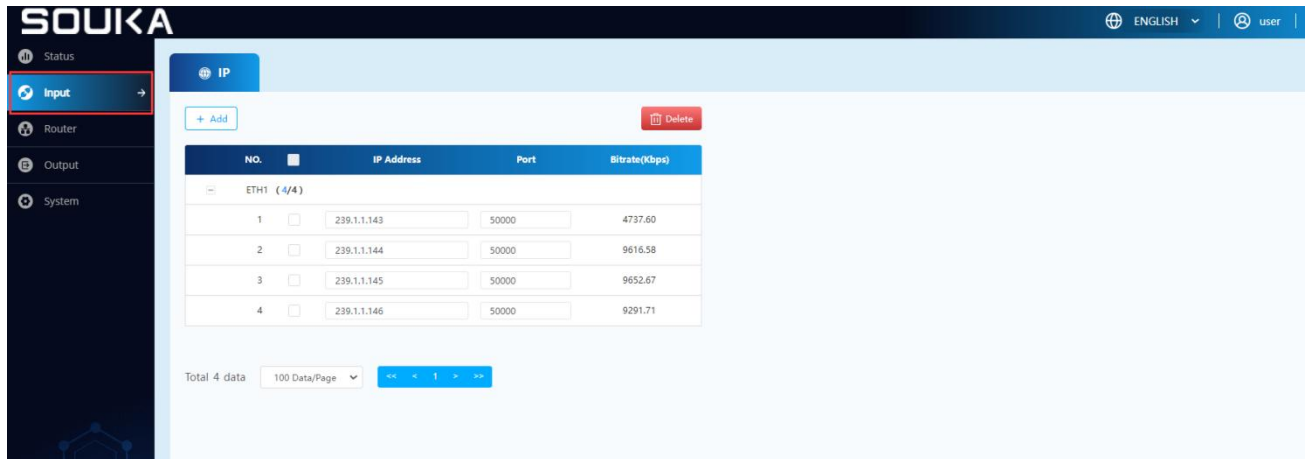 SOUKA
ENGLISH | user |
Status
Input →
Router
Output
System
IP
+ Add Delete
NO. IP Address Port Bitrate(Kbps)
ETH1 ( 4/4 )
1 239.1.1.143 50000 4737.60
2 239.1.1.144 50000 9616.58
3 239.1.1.145 50000 9652.67
4 239.1.1.146 50000 9291.71
Total 4 data 100 Data/Page << < 1 > >>